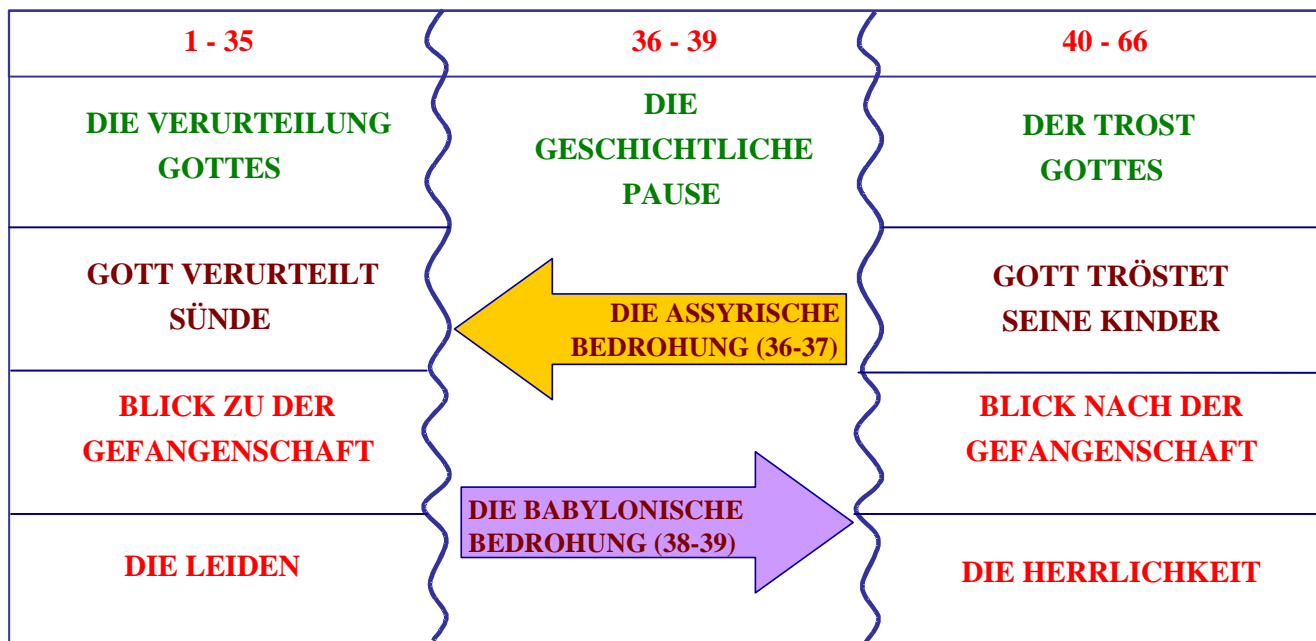 1 - 35
36 - 39
40 - 66
DIE VERURTEILUNG
GOTTES
DIE
GESCHICHTLICHE
PAUSE
DER TROST
GOTTES
GOTT VERURTEILT
SÜNDE
DIE ASSYRISCHE
BEDROHUNG (36-37)
GOTT TRÖSTET
SEINE KINDER
BLICK ZU DER
GEFANGENSCHAFT
BLICK NACH DER
GEFANGENSCHAFT
DIE BABYLONISCHE
BEDROHUNG (38-39)
DIE LEIDEN
DIE HERRLICHKEIT